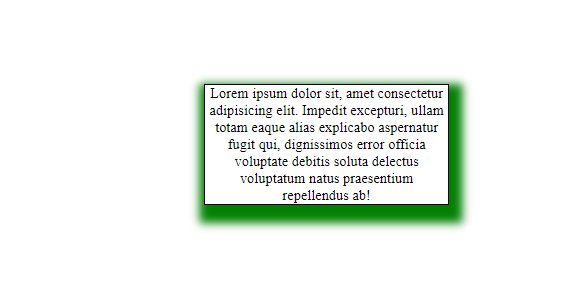 Lorem ipsum dolor sit, amet consectetur
adipisicing elit. Impedit excepturi, ullam
totam eaque alias explicabo aspernatur
fugit qui, dignissimos error officia
voluptate debitis soluta delectus
voluptatum natus praesentium
repellendus ab!